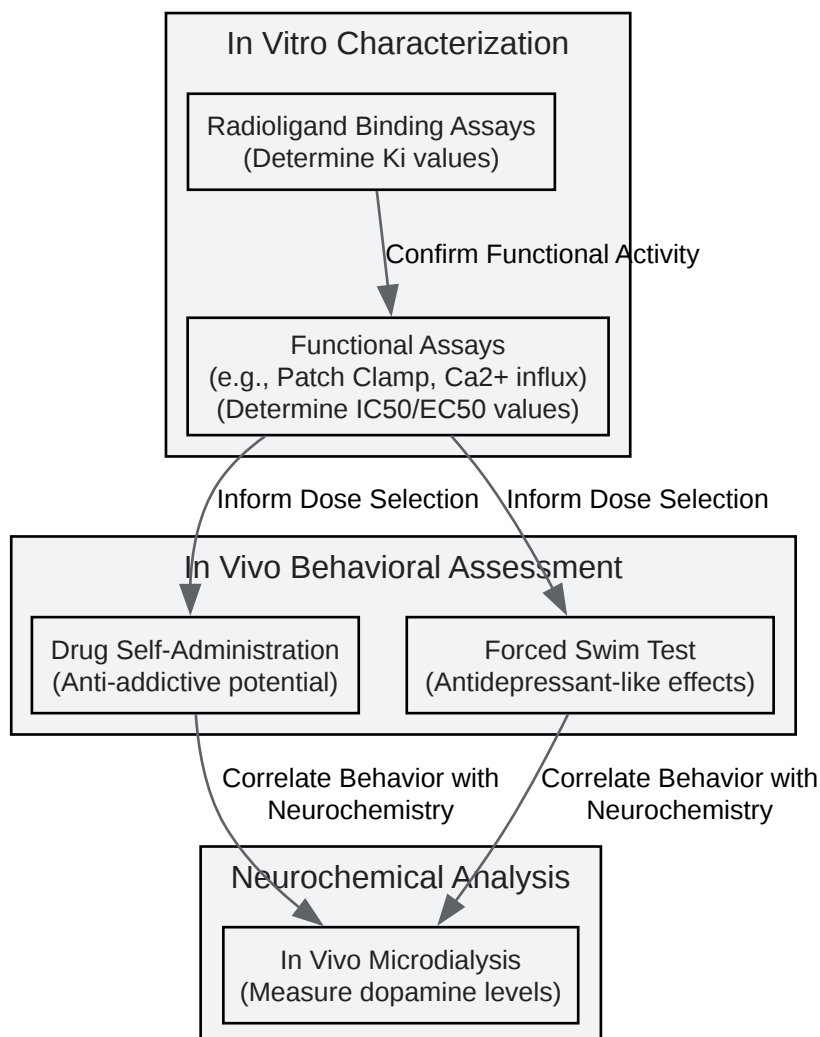 In Vitro Characterization
Radioligand Binding Assays
(Determine Ki values)
Confirm Functional Activity
Functional Assays
(e.g., Patch Clamp, Ca2+ influx)
(Determine IC50/EC50 values)
Inform Dose Selection
Inform Dose Selection
In Vivo Behavioral Assessment
Drug Self-Administration
(Anti-addictive potential)
Forced Swim Test
(Antidepressant-like effects)
Correlate Behavior with
Neurochemistry
Correlate Behavior with
Neurochemistry
Neurochemical Analysis
In Vivo Microdialysis
(Measure dopamine levels)